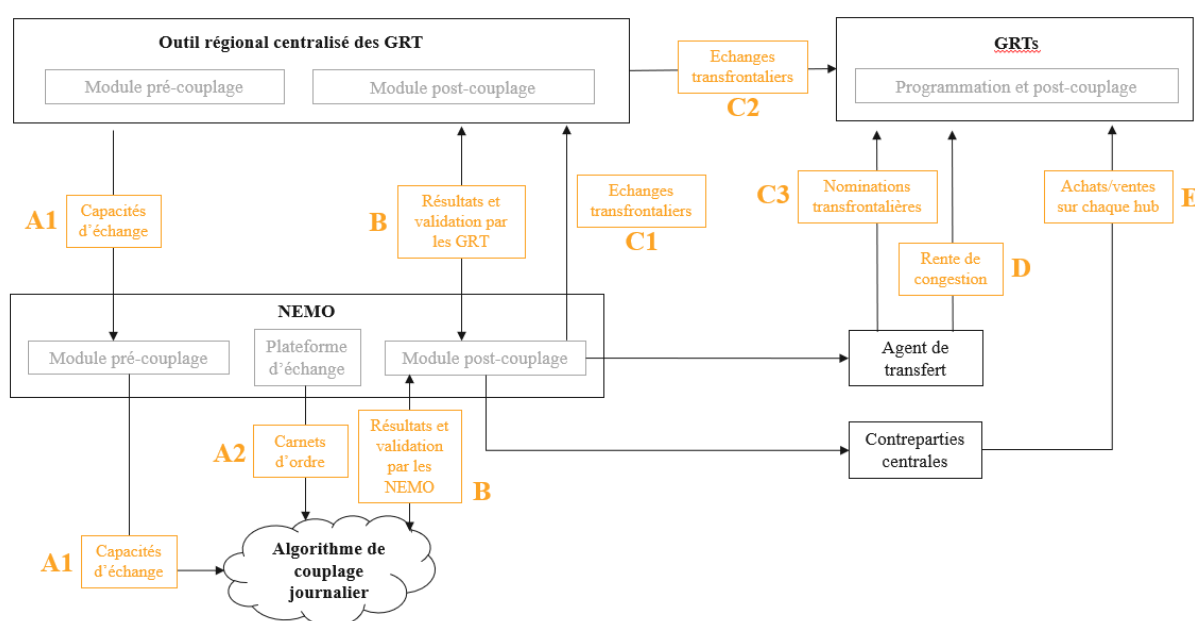 Outil régional centralisé des GRT
Module pré-couplage
Module post-couplage
Echanges
transfrontaliers
C2
GRTs
Programmation et post-couplage
A1
Capacités
d'échange
B
Résultats et
validation par
les GRT
Echanges
transfrontaliers
C1
C3
Nominations
transfrontalières
Rente de
congestion
D
Achats/ventes
sur chaque hub
E
NEMO
Module pré-couplage
Plateforme
d'échange
Module post-couplage
Agent de
transfert
A2
Carnets
d'ordre
Résultats et
validation
par les
NEMO
B
Contreparties
centrales
A1
Capacités
d'échange
Algorithme de
couplage
journalier